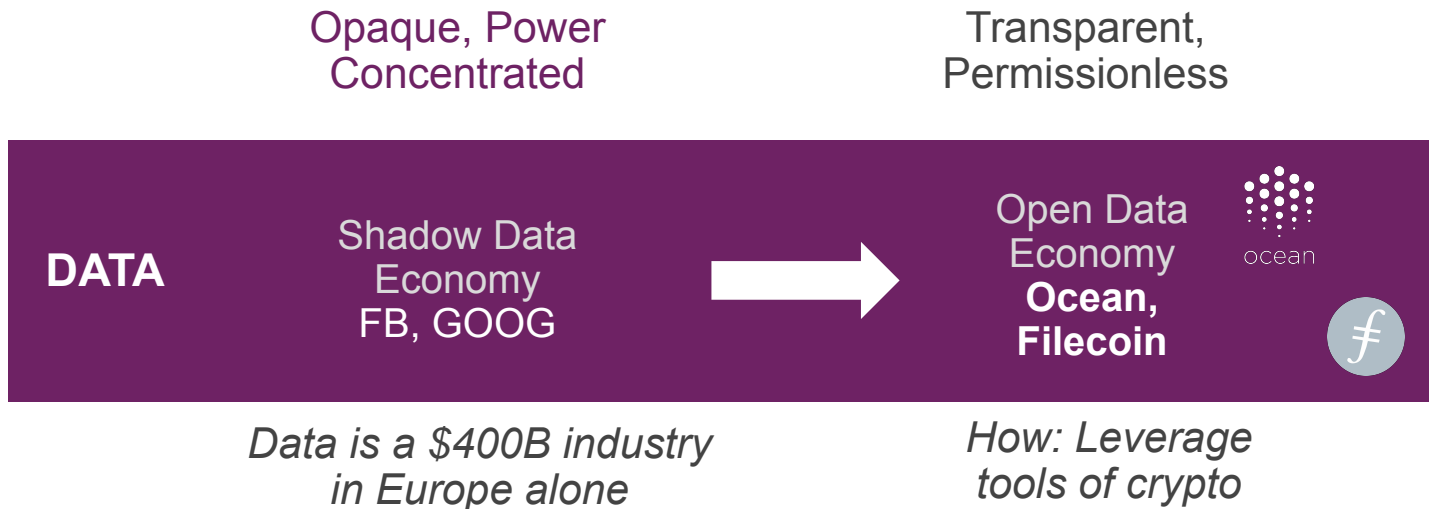 Opaque, Power
Concentrated
Transparent,
Permissionless
DATA
Shadow Data
Economy
FB, GOOG
Open Data
Economy
Ocean,
Filecoin
ocean
Data is a $400B industry
in Europe alone
How: Leverage
tools of crypto